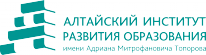 АЛТАЙСКИЙ ИНСТИТУТ
РАЗВИТИЯ ОБРАЗОВАНИЯ
имени Адриана Митрофановича Топорова